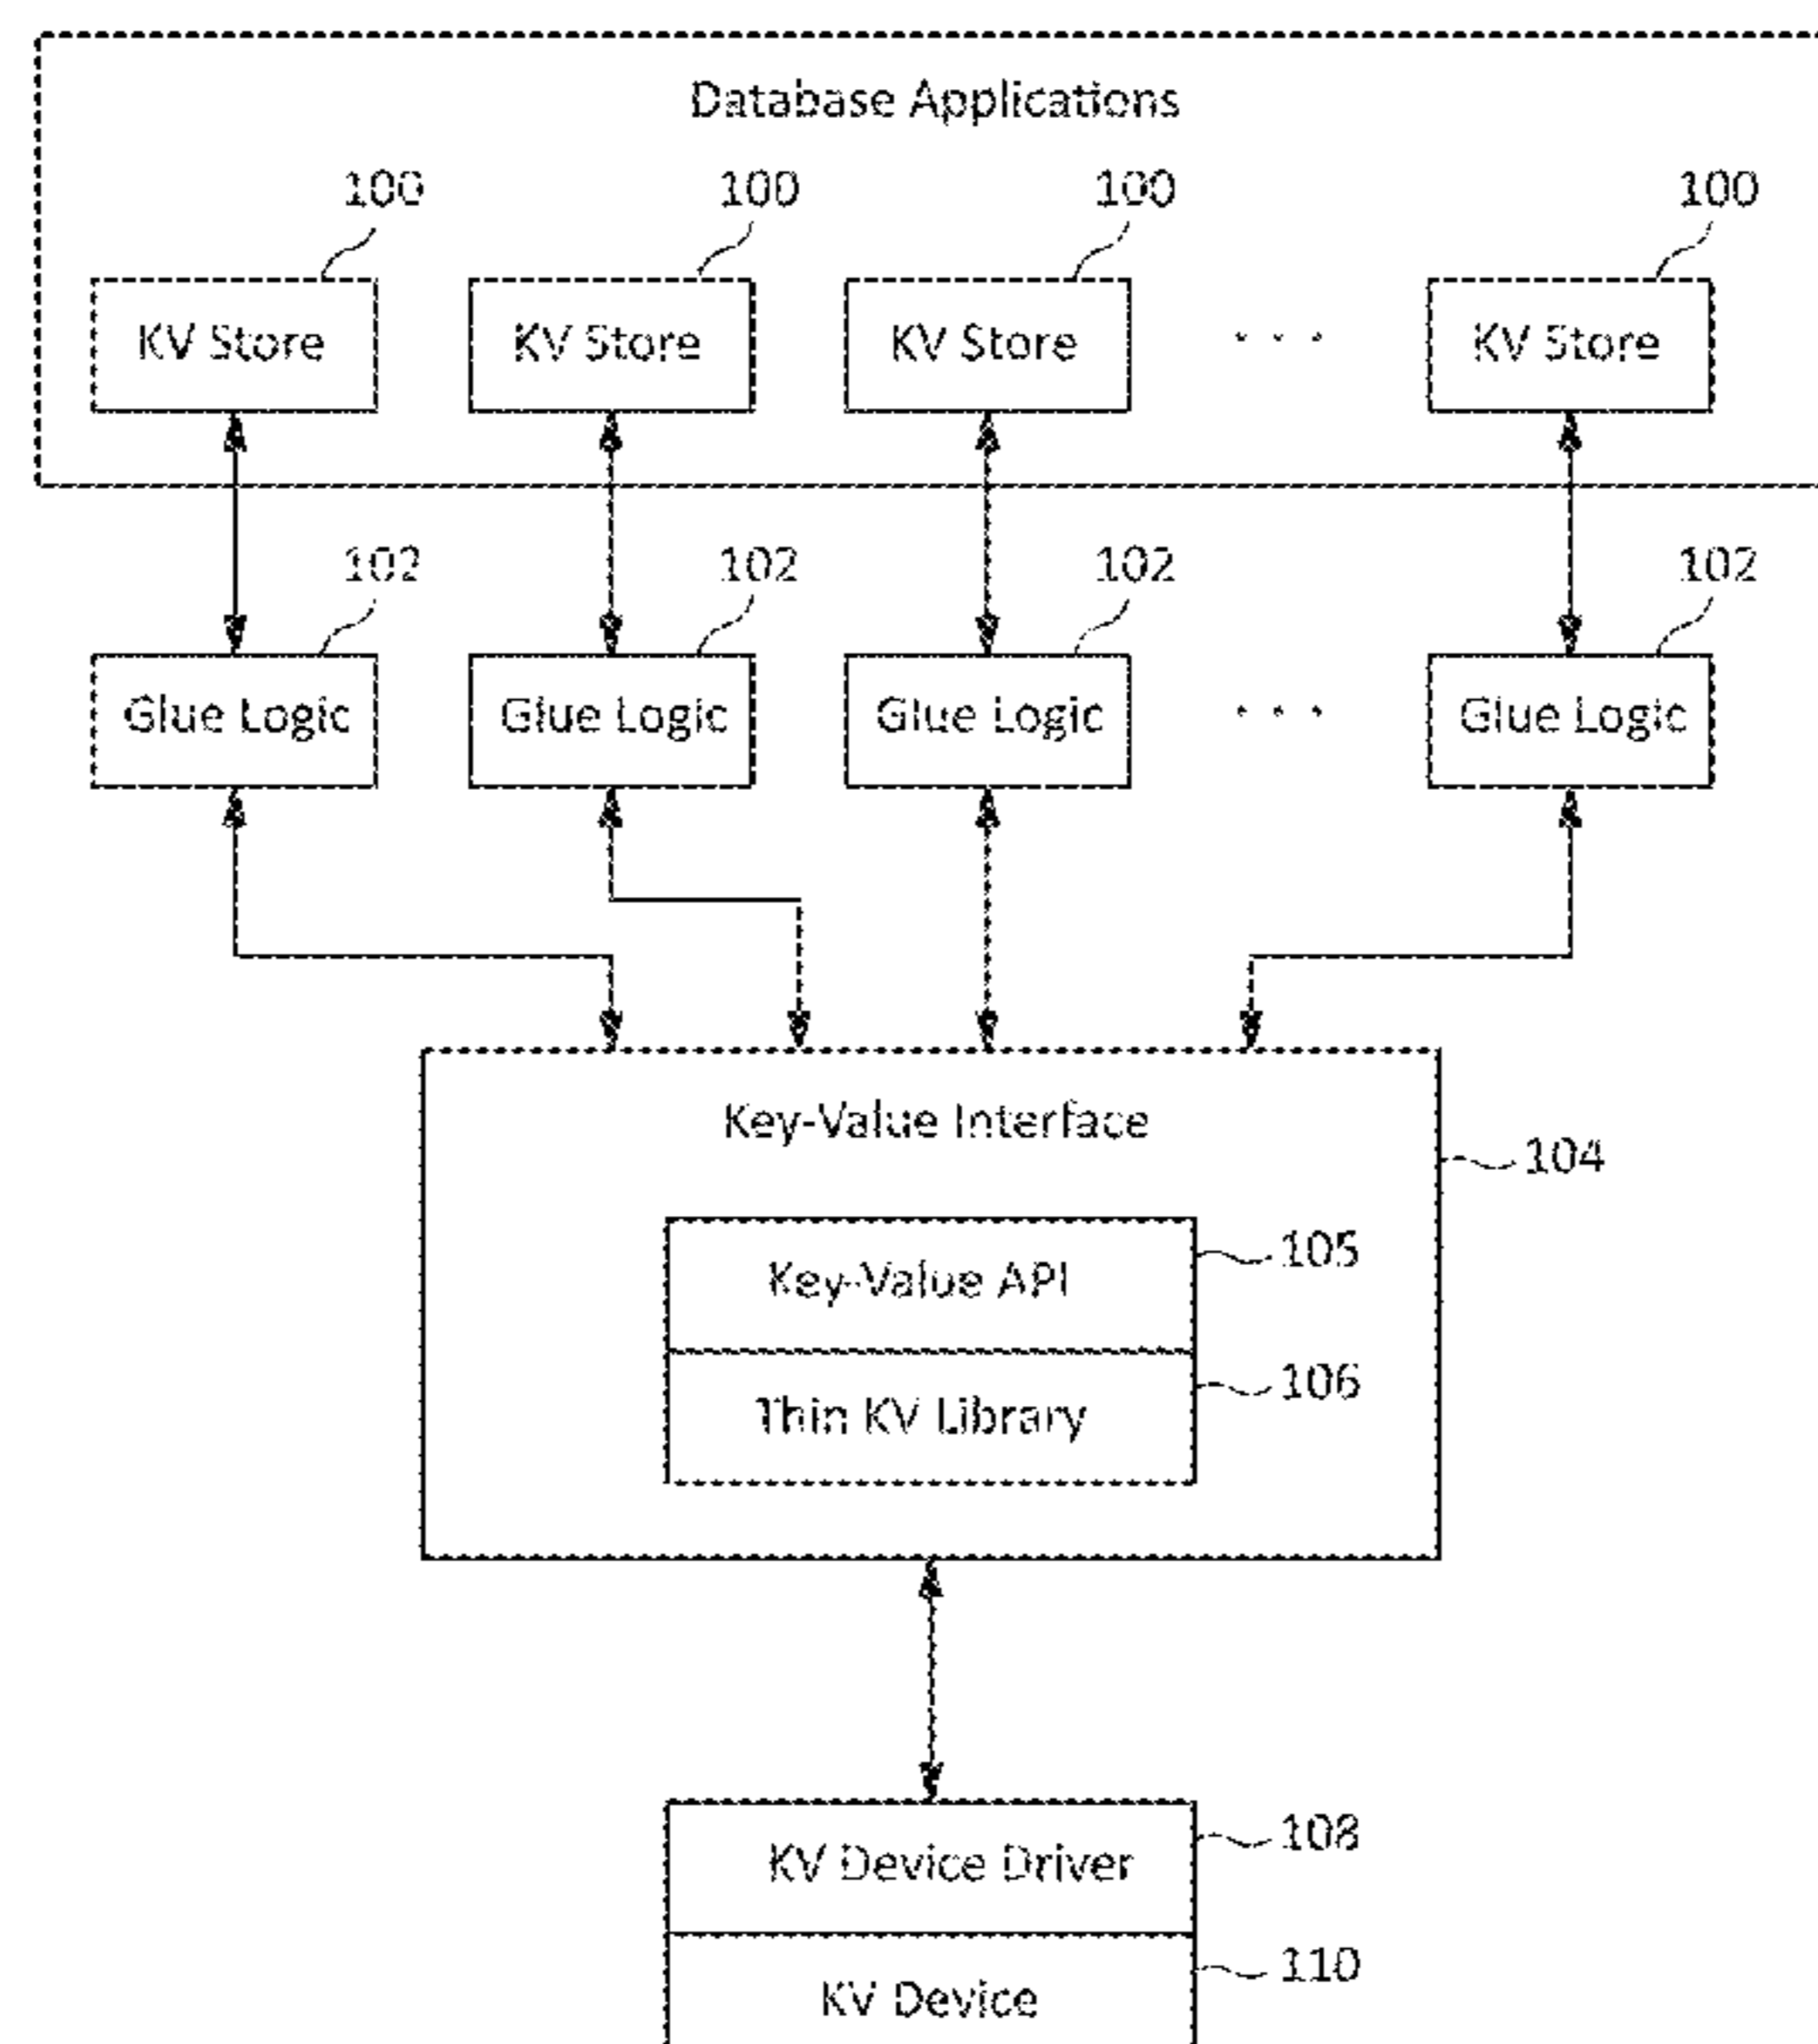 Database Applications
100 100 100 100
KV Store KV Store KV Store . . . KV Store
102 102 102 102
Glue Logic Glue Logic Glue Logic . . . Glue Logic
Key-Value Interface
104
105
Key-Value API
106
Thin KV Library
108
KV Device Driver
110
KV Device